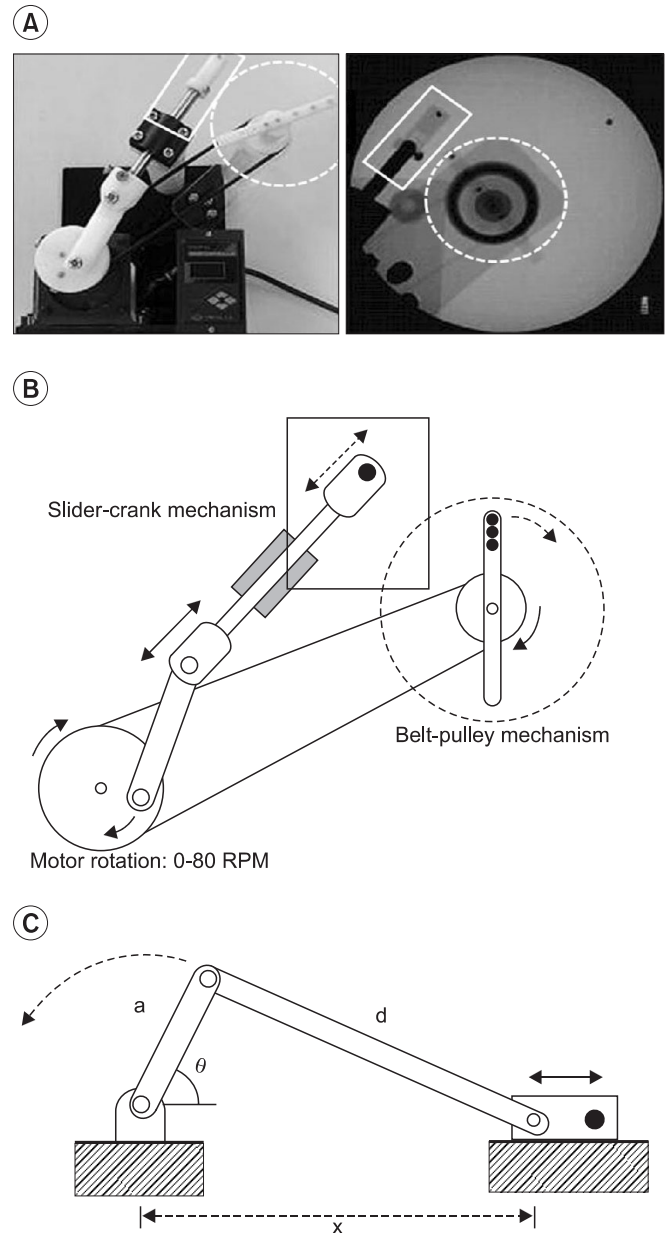 A
B
Slider-crank mechanism
Belt-pulley mechanism
Motor rotation: 0-80 RPM
C
a
d
θ
x